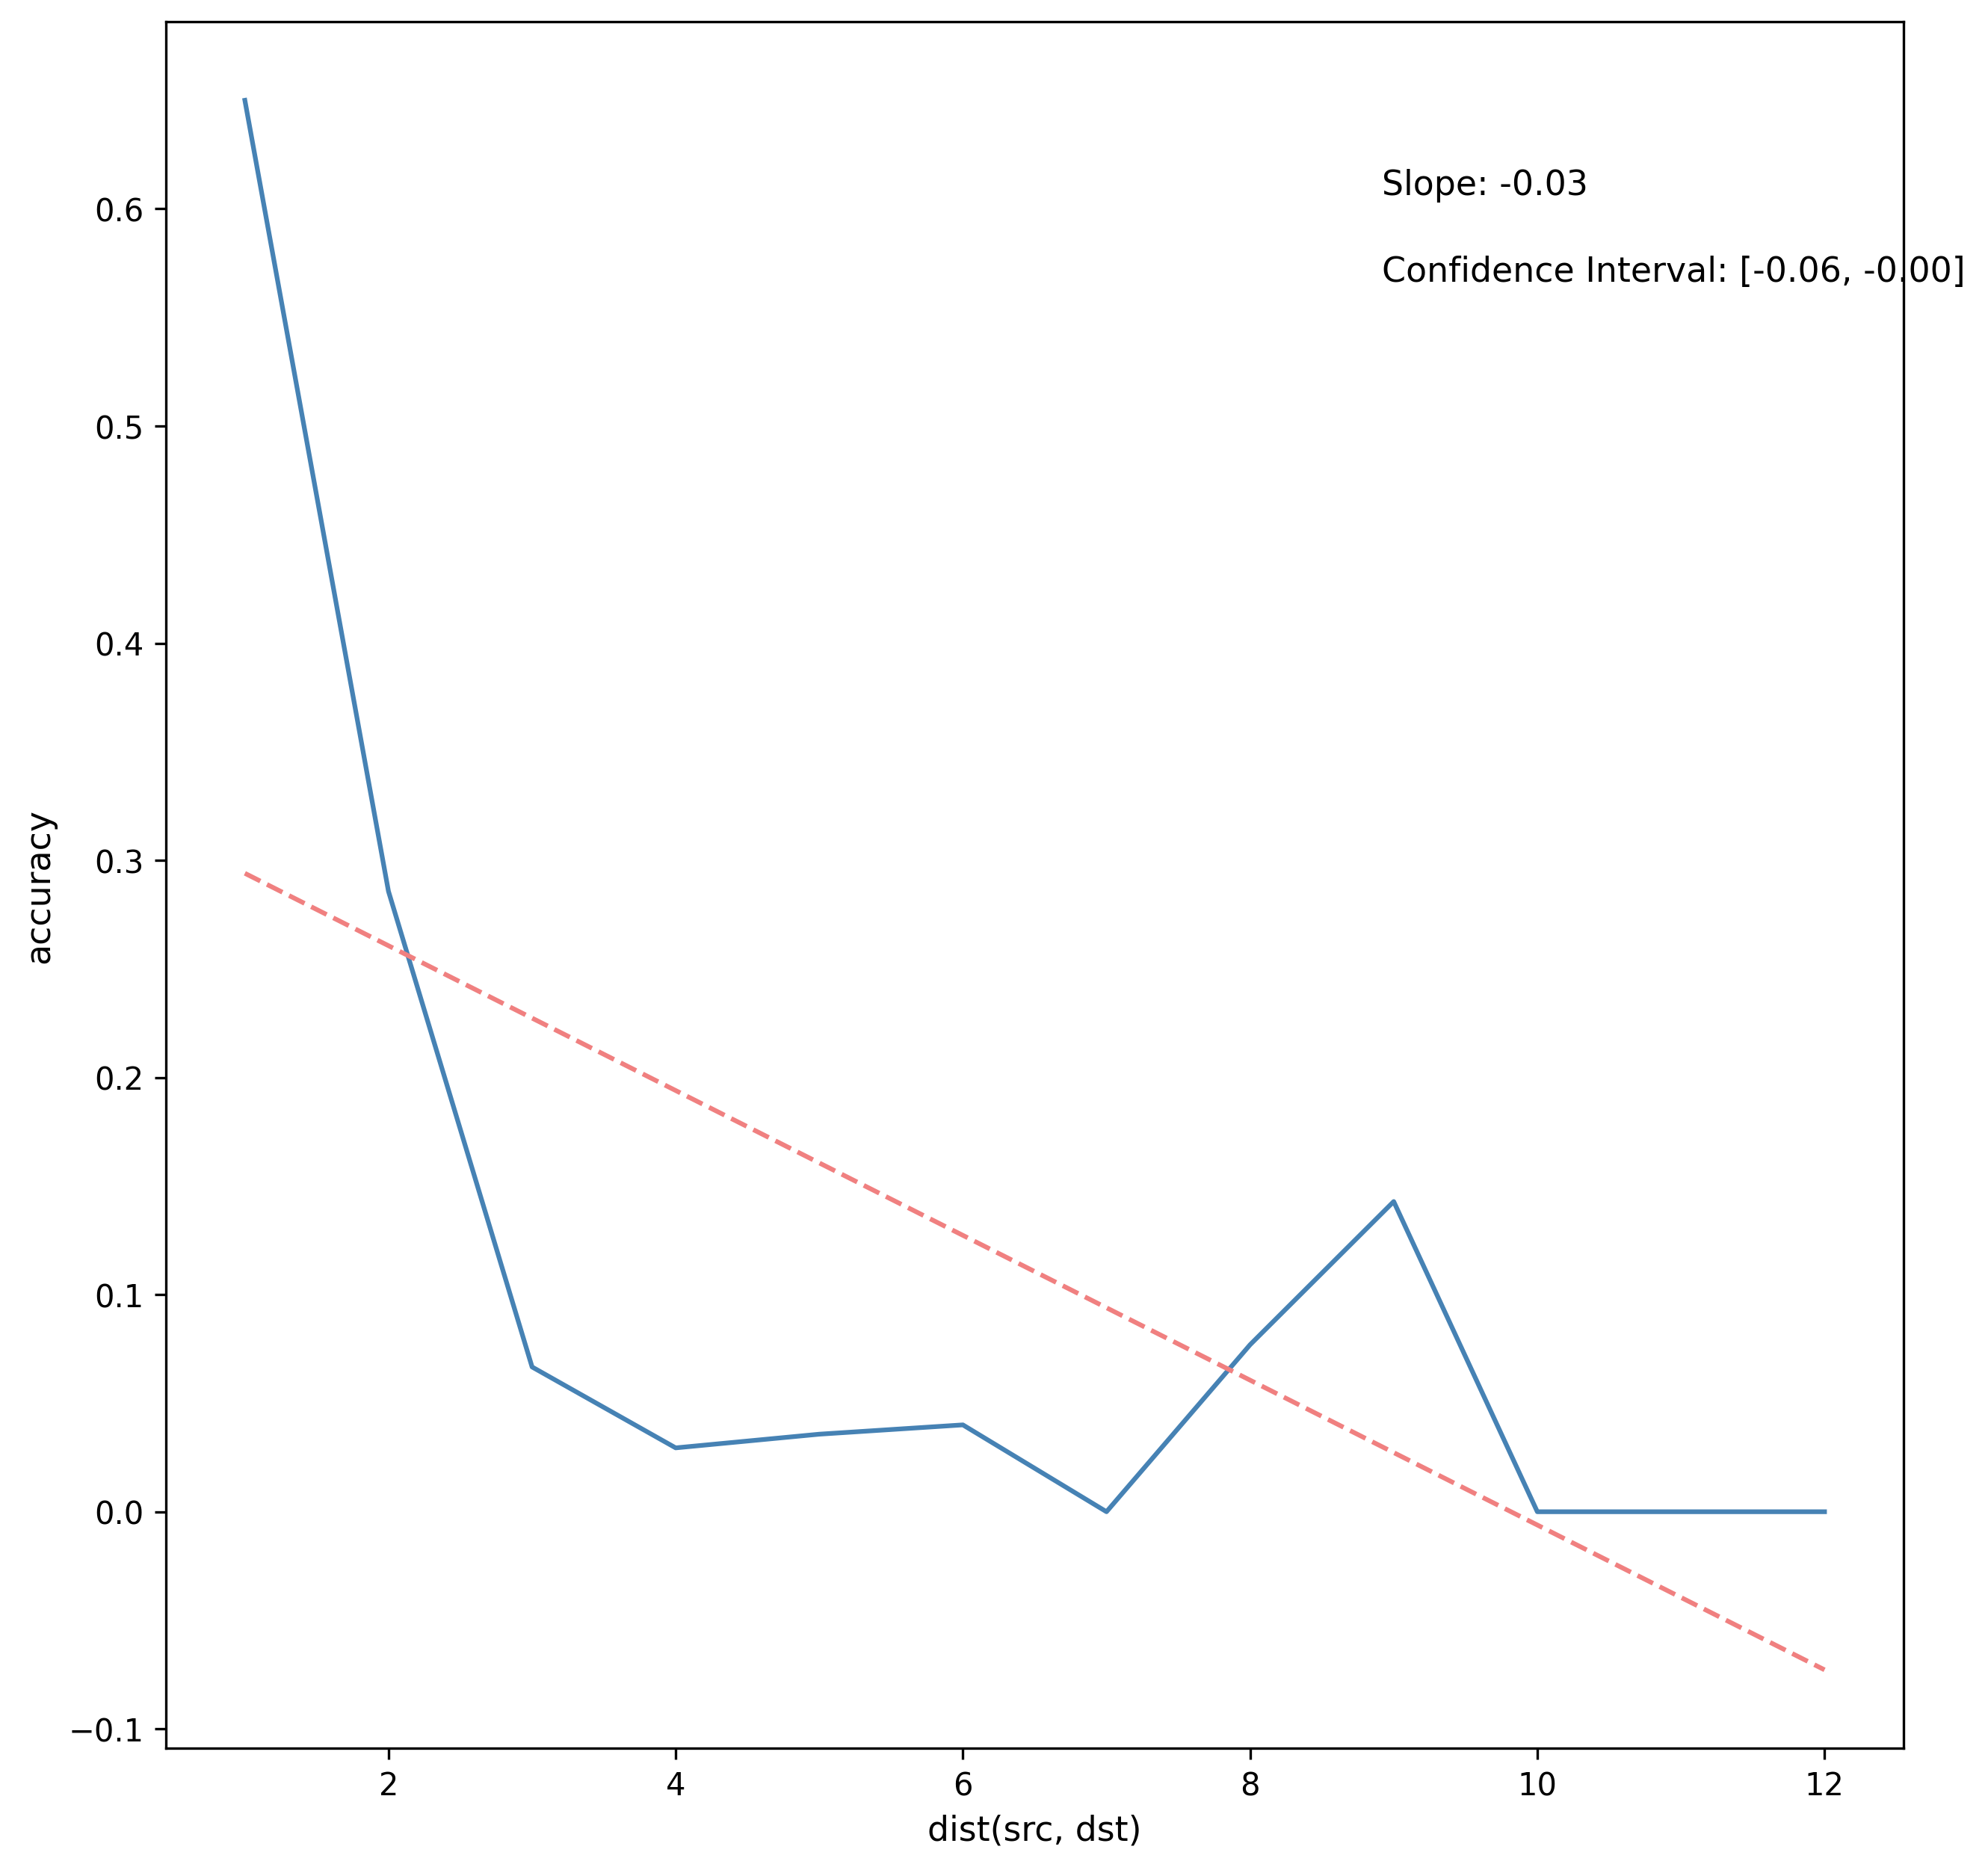 Slope: -0.03
Confidence Interval: [-0.06, -0.00]
accuracy
0.6
0.5
0.4
0.3
0.2
0.1
0.0
−0.1
2 4 6 8 10 12
dist(src, dst)